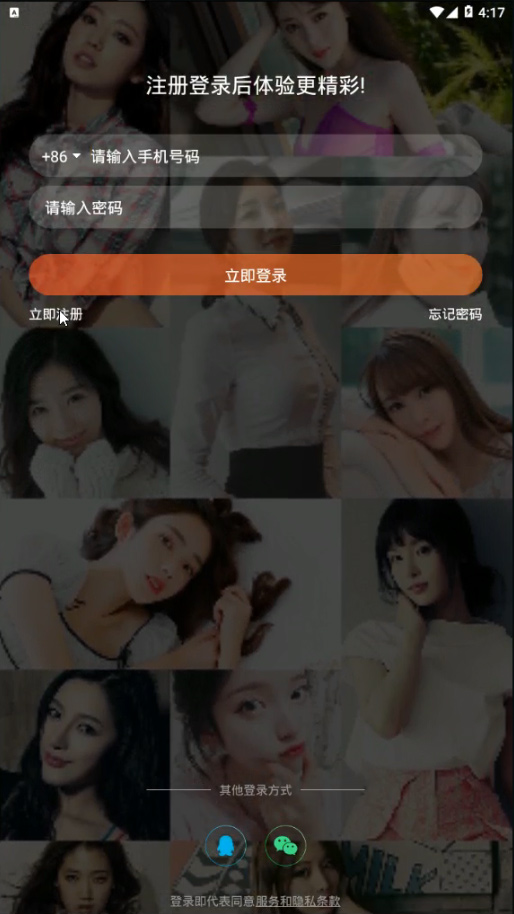 4:17
注册登录后体验更精彩!
+86 请输入手机号码
请输入密码
立即登录
立即注册 忘记密码
其他登录方式
MILK
登录即代表同意服务和隐私条款